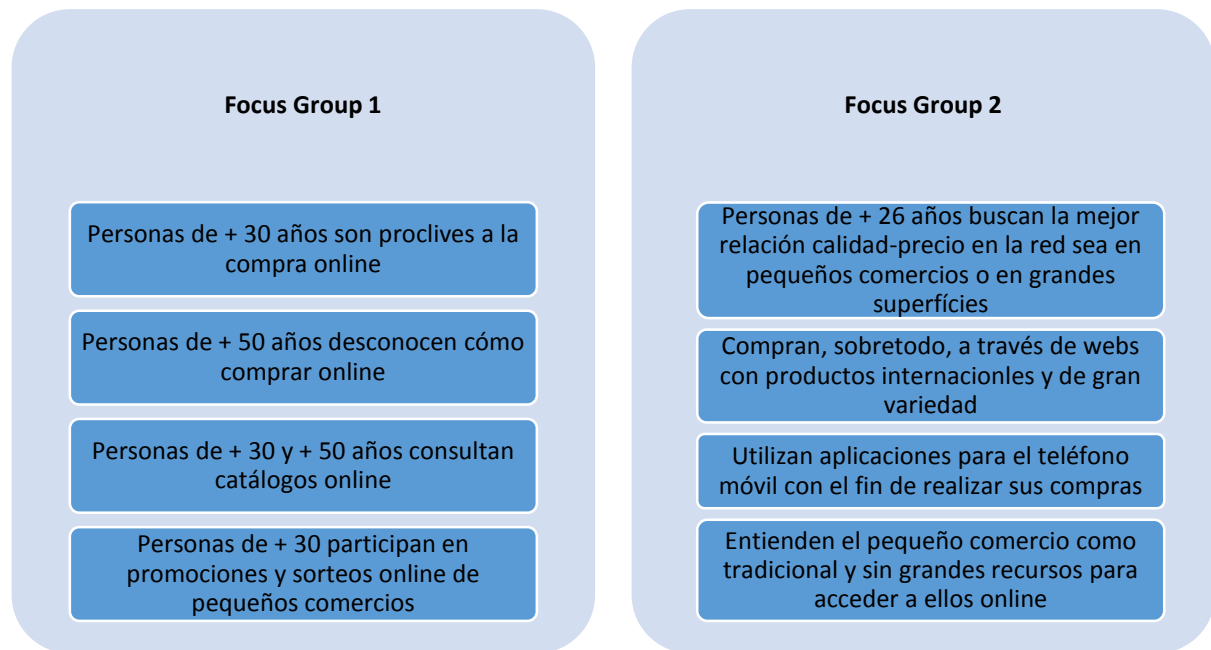 Focus Group 1
Personas de + 30 años son proclives a la
compra online
Personas de + 50 años desconocen cómo
comprar online
Personas de + 30 y + 50 años consultan
catálogos online
Personas de + 30 participan en
promociones y sorteos online de
pequeños comercios
Focus Group 2
Personas de + 26 años buscan la mejor
relación calidad-precio en la red sea en
pequeños comercios o en grandes
superfícies
Compran, sobretodo, a través de webs
con productos internacionles y de gran
variedad
Utilizan aplicaciones para el teléfono
móvil con el fin de realizar sus compras
Entienden el pequeño comercio como
tradicional y sin grandes recursos para
acceder a ellos online